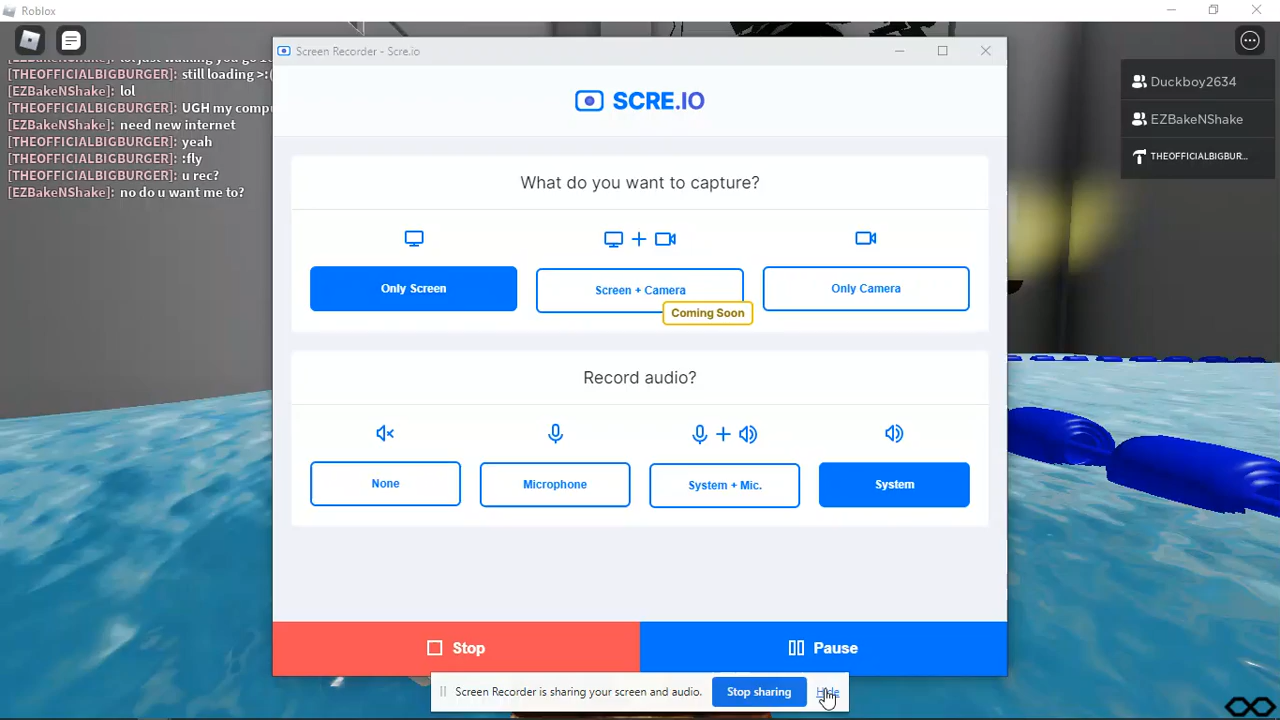 Roblox
[THEOFFICIALBIGBURGER]: still loading >:(
[EZBakeNShake]: lol
[THEOFFICIALBIGBURGER]: UGH my comp
[EZBakeNShake]: need new internet
[THEOFFICIALBIGBURGER]: yeah
[THEOFFICIALBIGBURGER]: :fly
[THEOFFICIALBIGBURGER]: u rec?
[EZBakeNShake]: no do u want me to?
Screen Recorder - Scre.io
SCRE.IO
What do you want to capture?
Only Screen
Screen + Camera
Only Camera
Coming Soon
Record audio?
None
Microphone
System + Mic.
System
Stop
Pause
Screen Recorder is sharing your screen and audio.
Stop sharing
Hide
Duckboy2634
EZBakeNShake
THEOFFICIALBIGBUR...